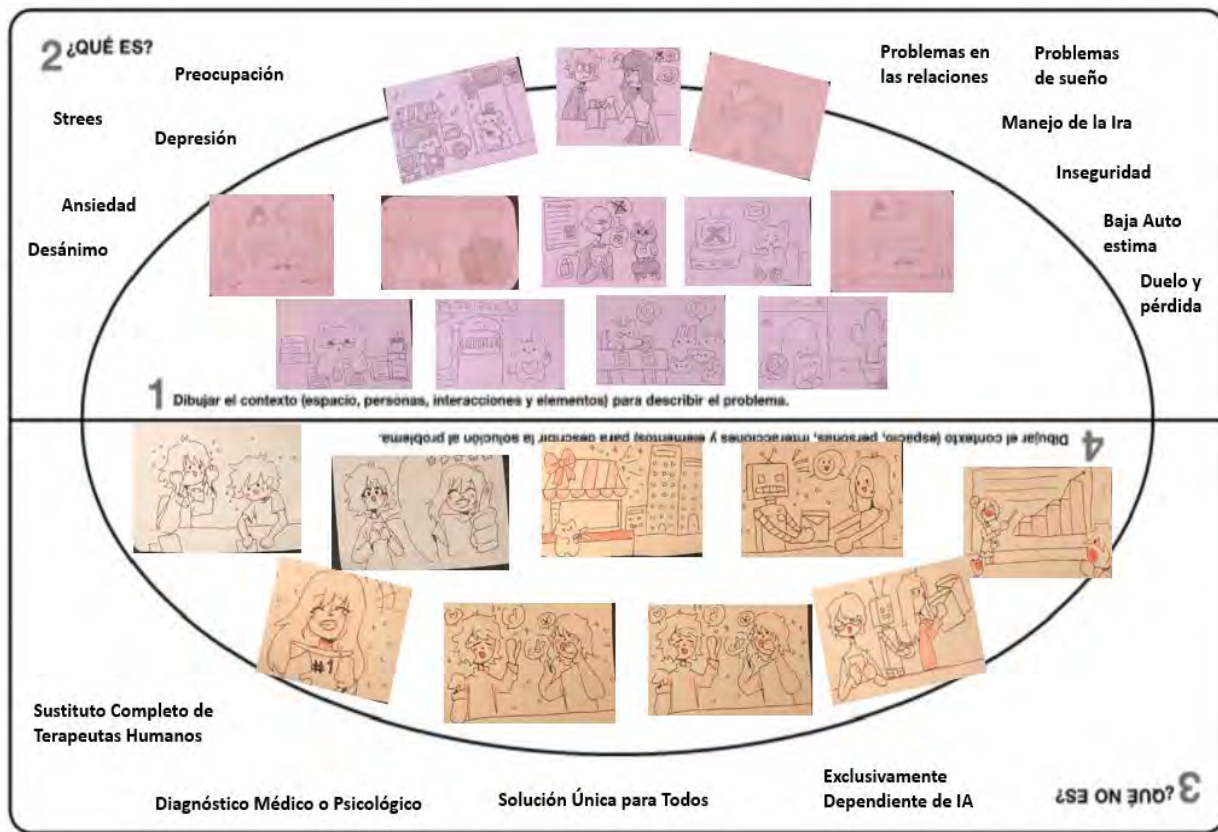 2 ¿QUÉ ES?
Preocupación
Strees
Depresión
Ansiedad
Desánimo
Problemas en
las relaciones
Problemas
de sueño
Manejo de la Ira
Inseguridad
Baja Auto
estima
Duelo y
pérdida
1 Dibujar el contexto (espacio, personas, interacciones y elementos) para describir el problema.
4 Dibujar el contexto (espacio, personas, interacciones y elementos) para describir la solución al problema.
#1
Sustituto Completo de
Terapeutas Humanos
Diagnóstico Médico o Psicológico
Solución Única para Todos
Exclusivamente
Dependiente de IA
3 ¿QUÉ NO ES?